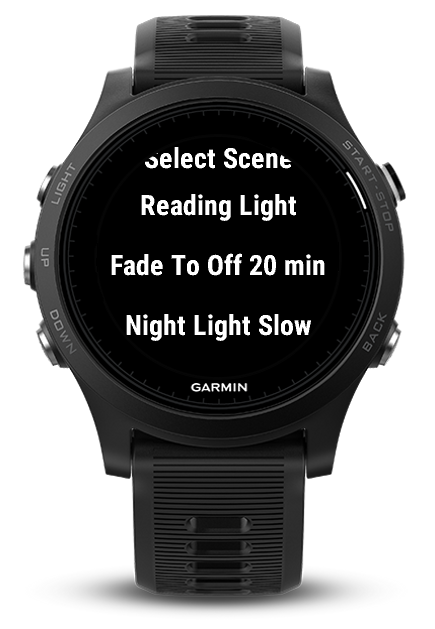 LIGHT
START·STOP
UP
DOWN
BACK
Select Scene
Reading Light
Fade To Off 20 min
Night Light Slow
GARMIN